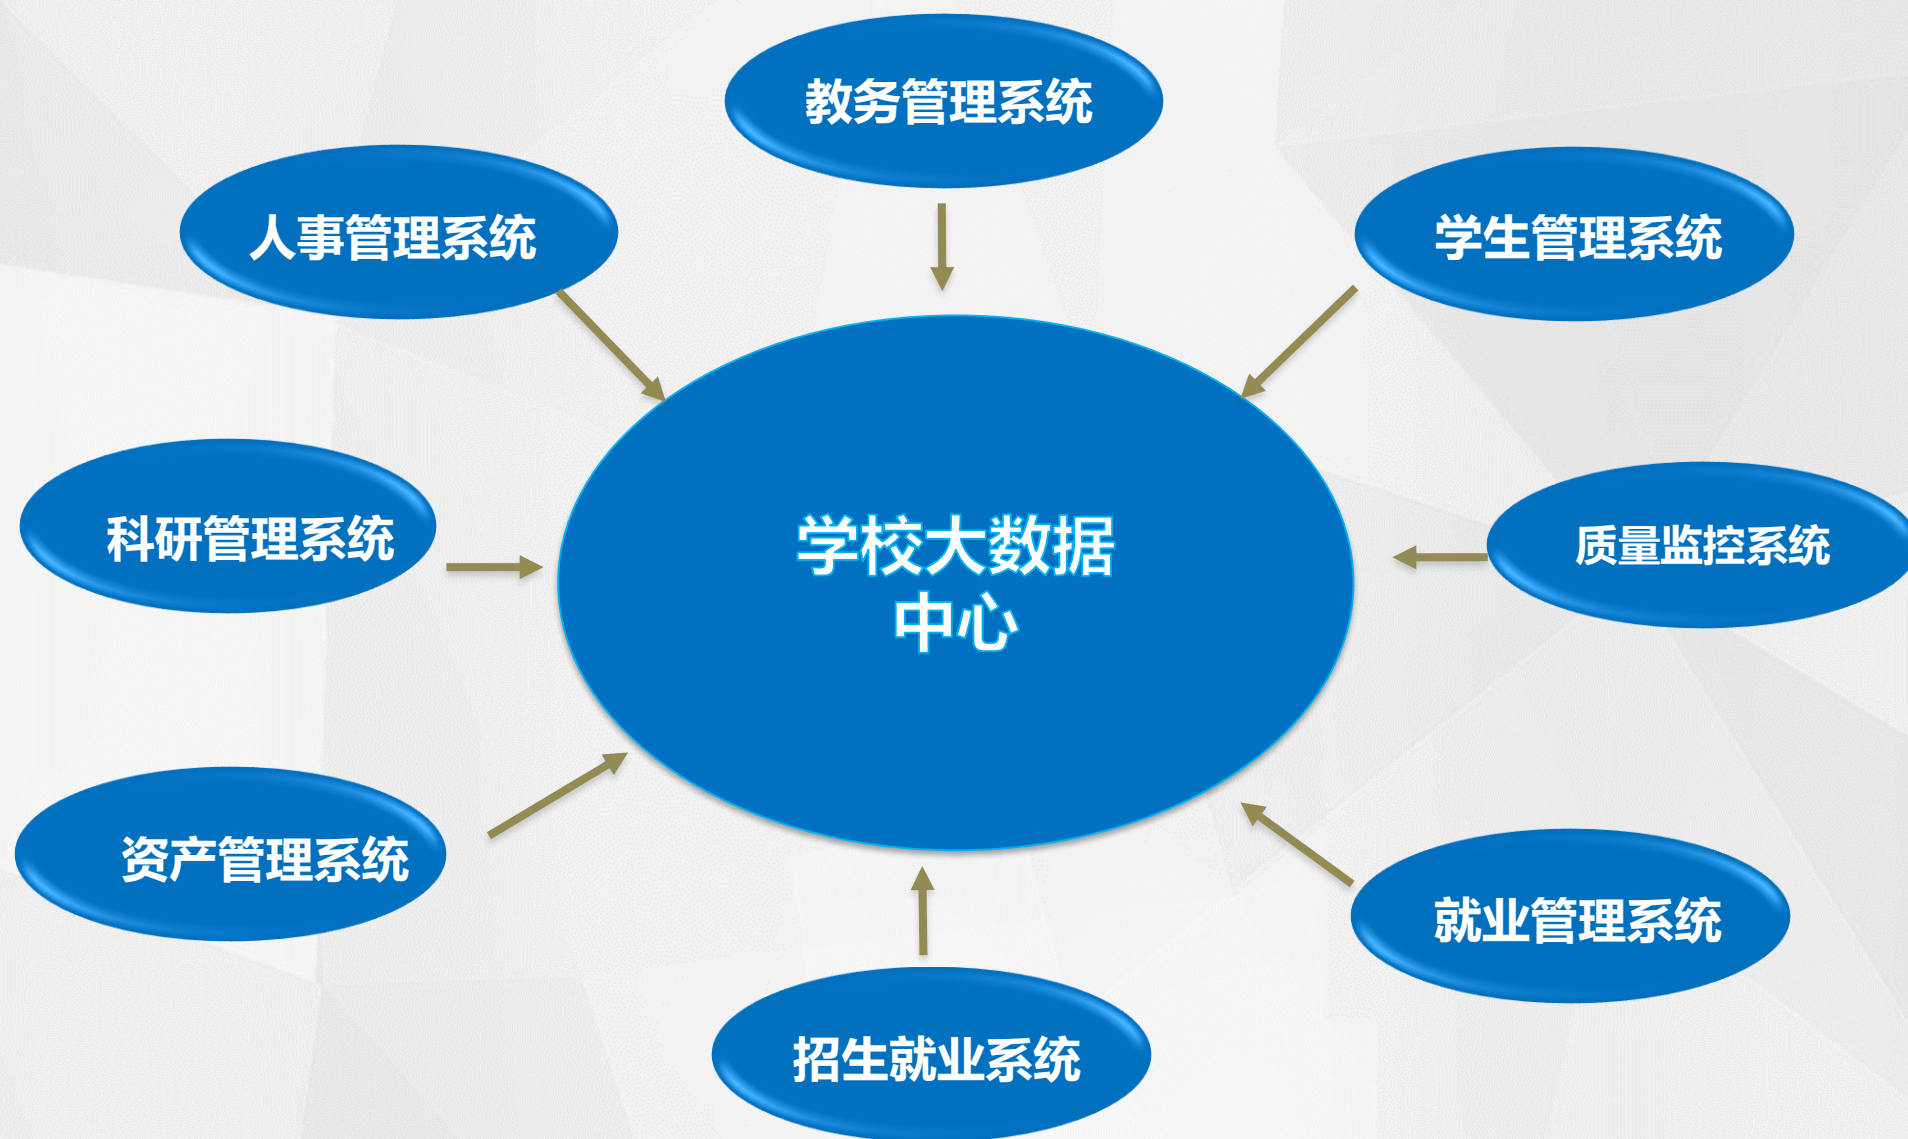 教务管理系统
人事管理系统
学生管理系统
科研管理系统
学校大数据
中心
质量监控系统
资产管理系统
就业管理系统
招生就业系统